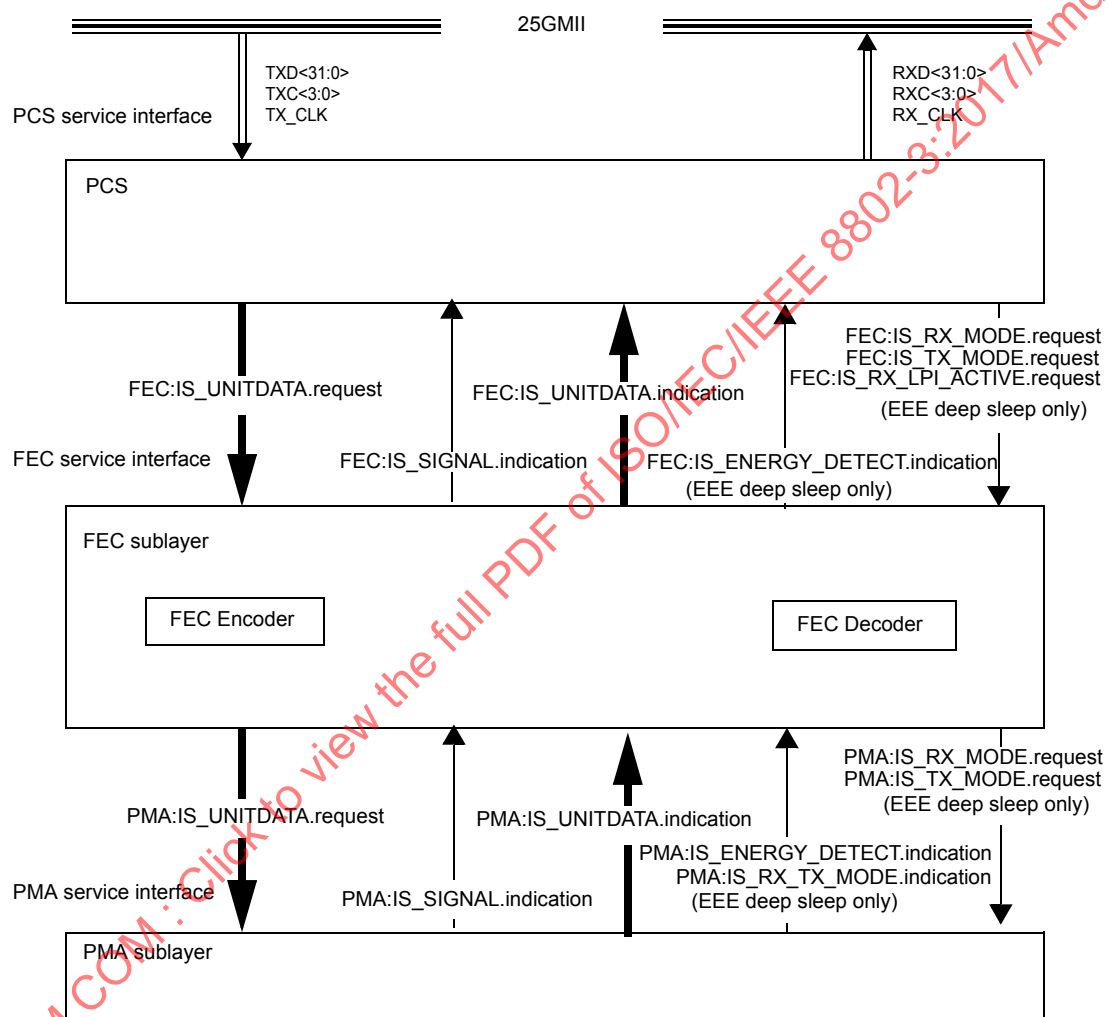 25GMII
TXD<31:0>
TXC<3:0>
TX_CLK
RXD<31:0>
RXC<3:0>
RX_CLK
PCS service interface
PCS
FEC:IS_RX_MODE.request
FEC:IS_TX_MODE.request
FEC:IS_RX_LPI_ACTIVE.request
(EEE deep sleep only)
FEC:IS_UNITDATA.request
FEC:IS_UNITDATA.indication
FEC service interface
FEC:IS_SIGNAL.indication
FEC:IS_ENERGY_DETECT.indication
(EEE deep sleep only)
FEC sublayer
FEC Encoder
FEC Decoder
PMA:IS_RX_MODE.request
PMA:IS_TX_MODE.request
(EEE deep sleep only)
PMA:IS_UNITDATA.request
PMA:IS_UNITDATA.indication
PMA:IS_ENERGY_DETECT.indication
PMA:IS_RX_TX_MODE.indication
(EEE deep sleep only)
PMA service interface
PMA:IS_SIGNAL.indication
PMA sublayer
COM : Click to view the full PDF of ISO/IEC/IEEE 8802-3:2017/Amd